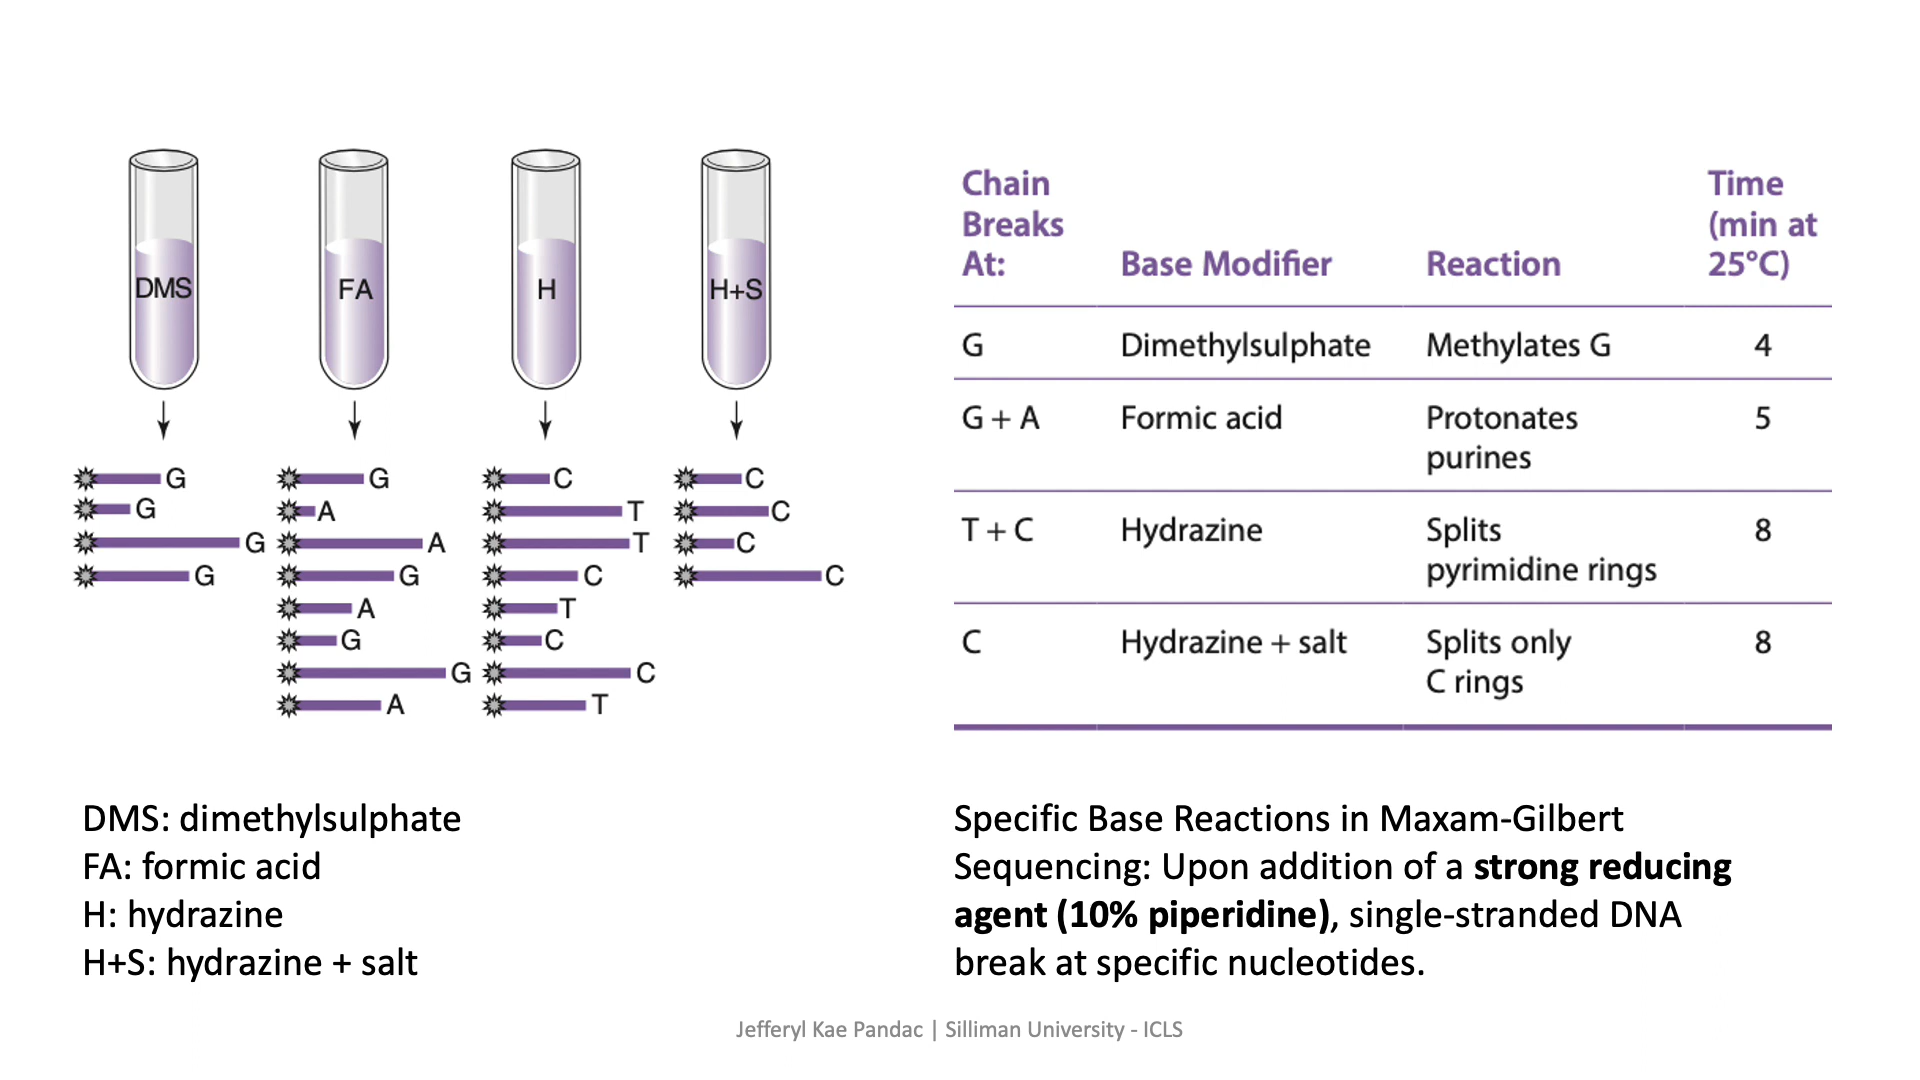 DMS
FA
H
H+S
G
G
G
G
G
A
A
G
A
G
G
A
C
T
T
C
T
C
C
T
C
C
C
C
DMS: dimethylsulphate
FA: formic acid
H: hydrazine
H+S: hydrazine + salt
Chain
Breaks
At:
Base Modifier
Reaction
Time
(min at
25°C)
G
Dimethylsulphate
Methylates G
4
G + A
Formic acid
Protonates
purines
5
T + C
Hydrazine
Splits
pyrimidine rings
8
C
Hydrazine + salt
Splits only
C rings
8
Specific Base Reactions in Maxam-Gilbert
Sequencing: Upon addition of a strong reducing
agent (10% piperidine), single-stranded DNA
break at specific nucleotides.
Jefferyl Kae Pandac | Silliman University - ICLS